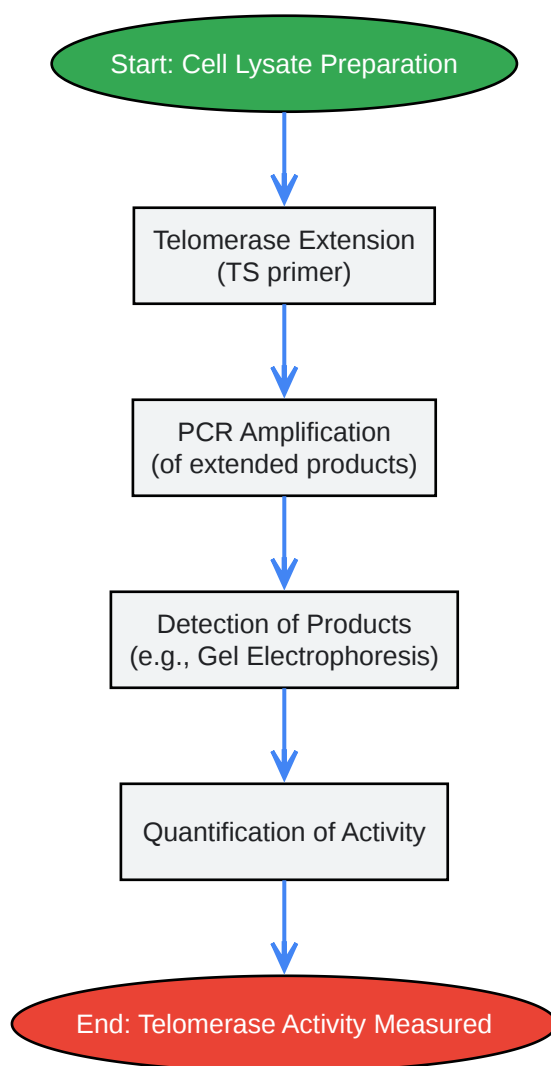 Start: Cell Lysate Preparation
Telomerase Extension
(TS primer)
PCR Amplification
(of extended products)
Detection of Products
(e.g., Gel Electrophoresis)
Quantification of Activity
End: Telomerase Activity Measured